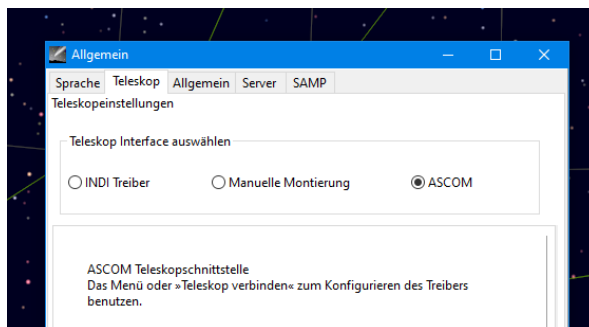 Allgemein
Sprache Teleskop Allgemein Server SAMP
Teleskopeinstellungen
Teleskop Interface auswählen
INDI Treiber Manuelle Montierung ASCOM
ASCOM Teleskopschnittstelle
Das Menü oder »Teleskop verbinden« zum Konfigurieren des Treibers
benutzen.